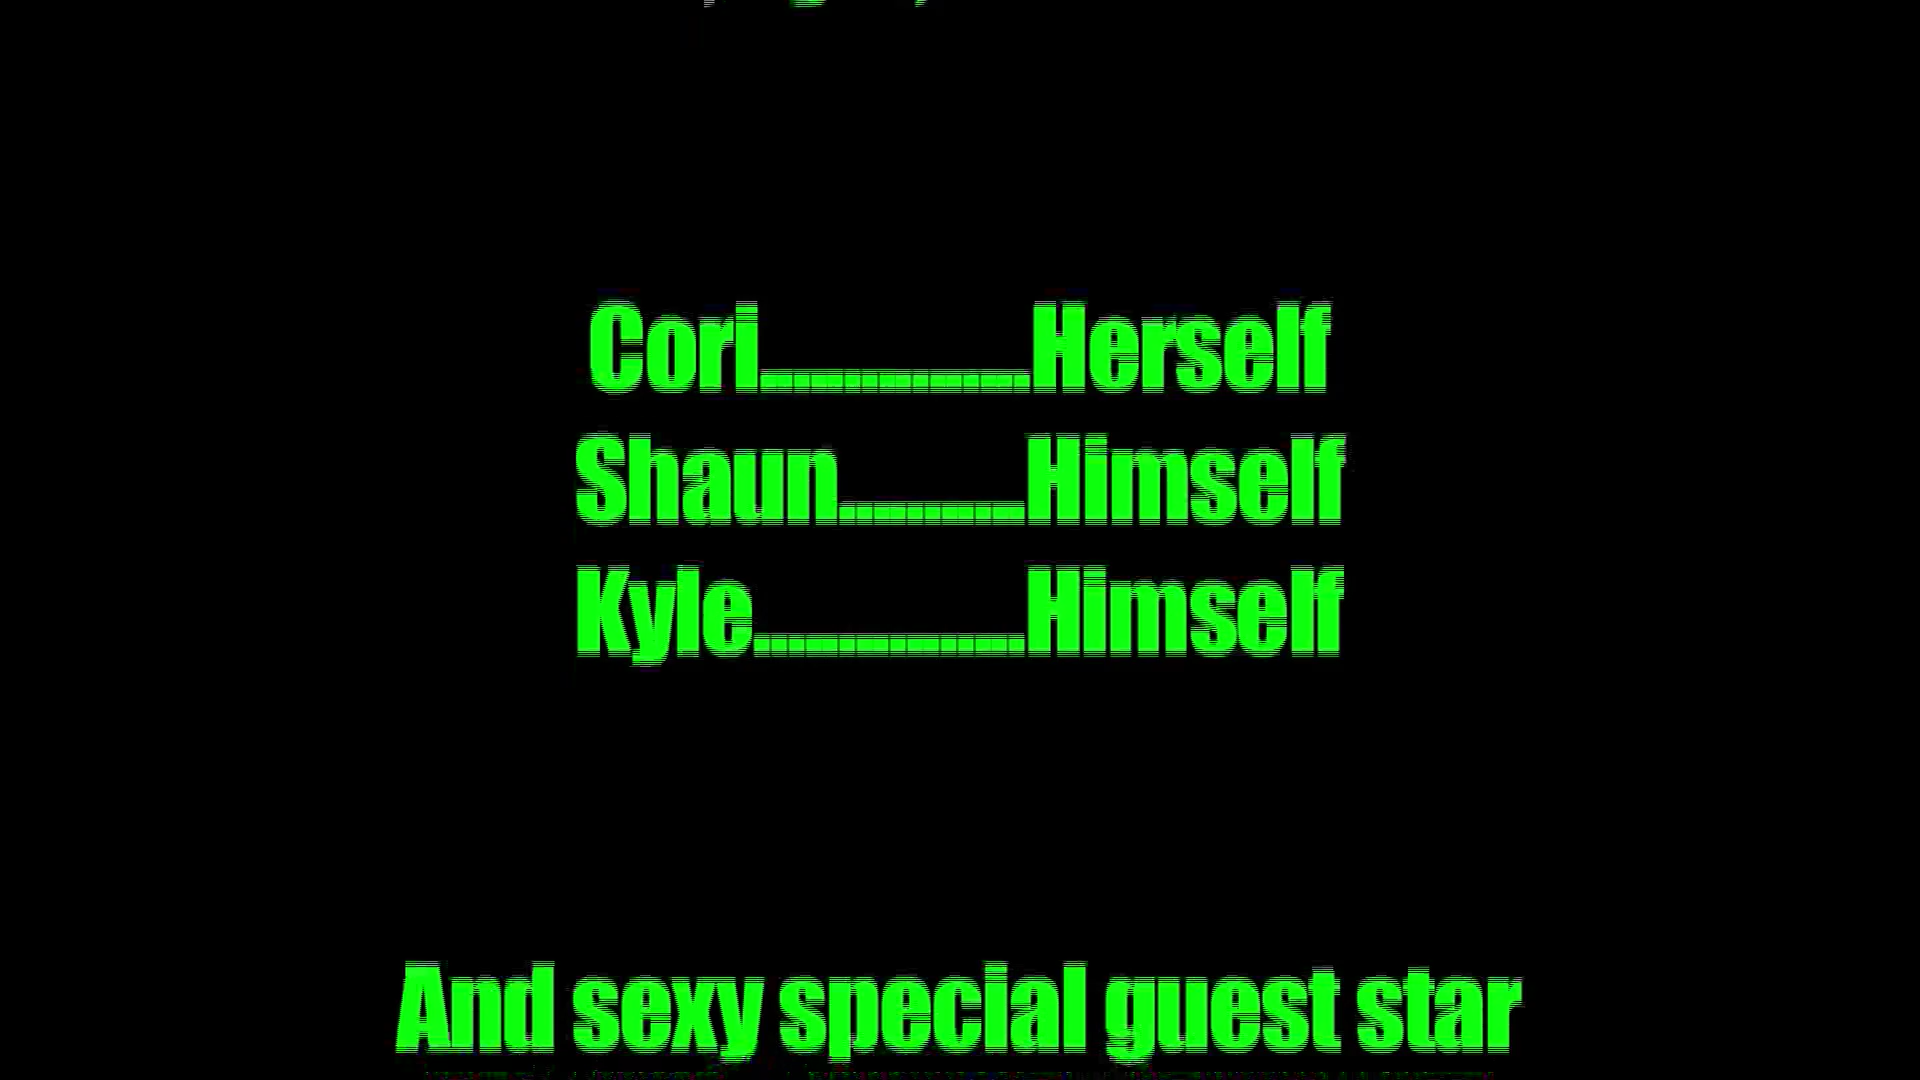 Cori................Herself
Shaun...........Himself
Kyle................Himself
And sexy special guest star